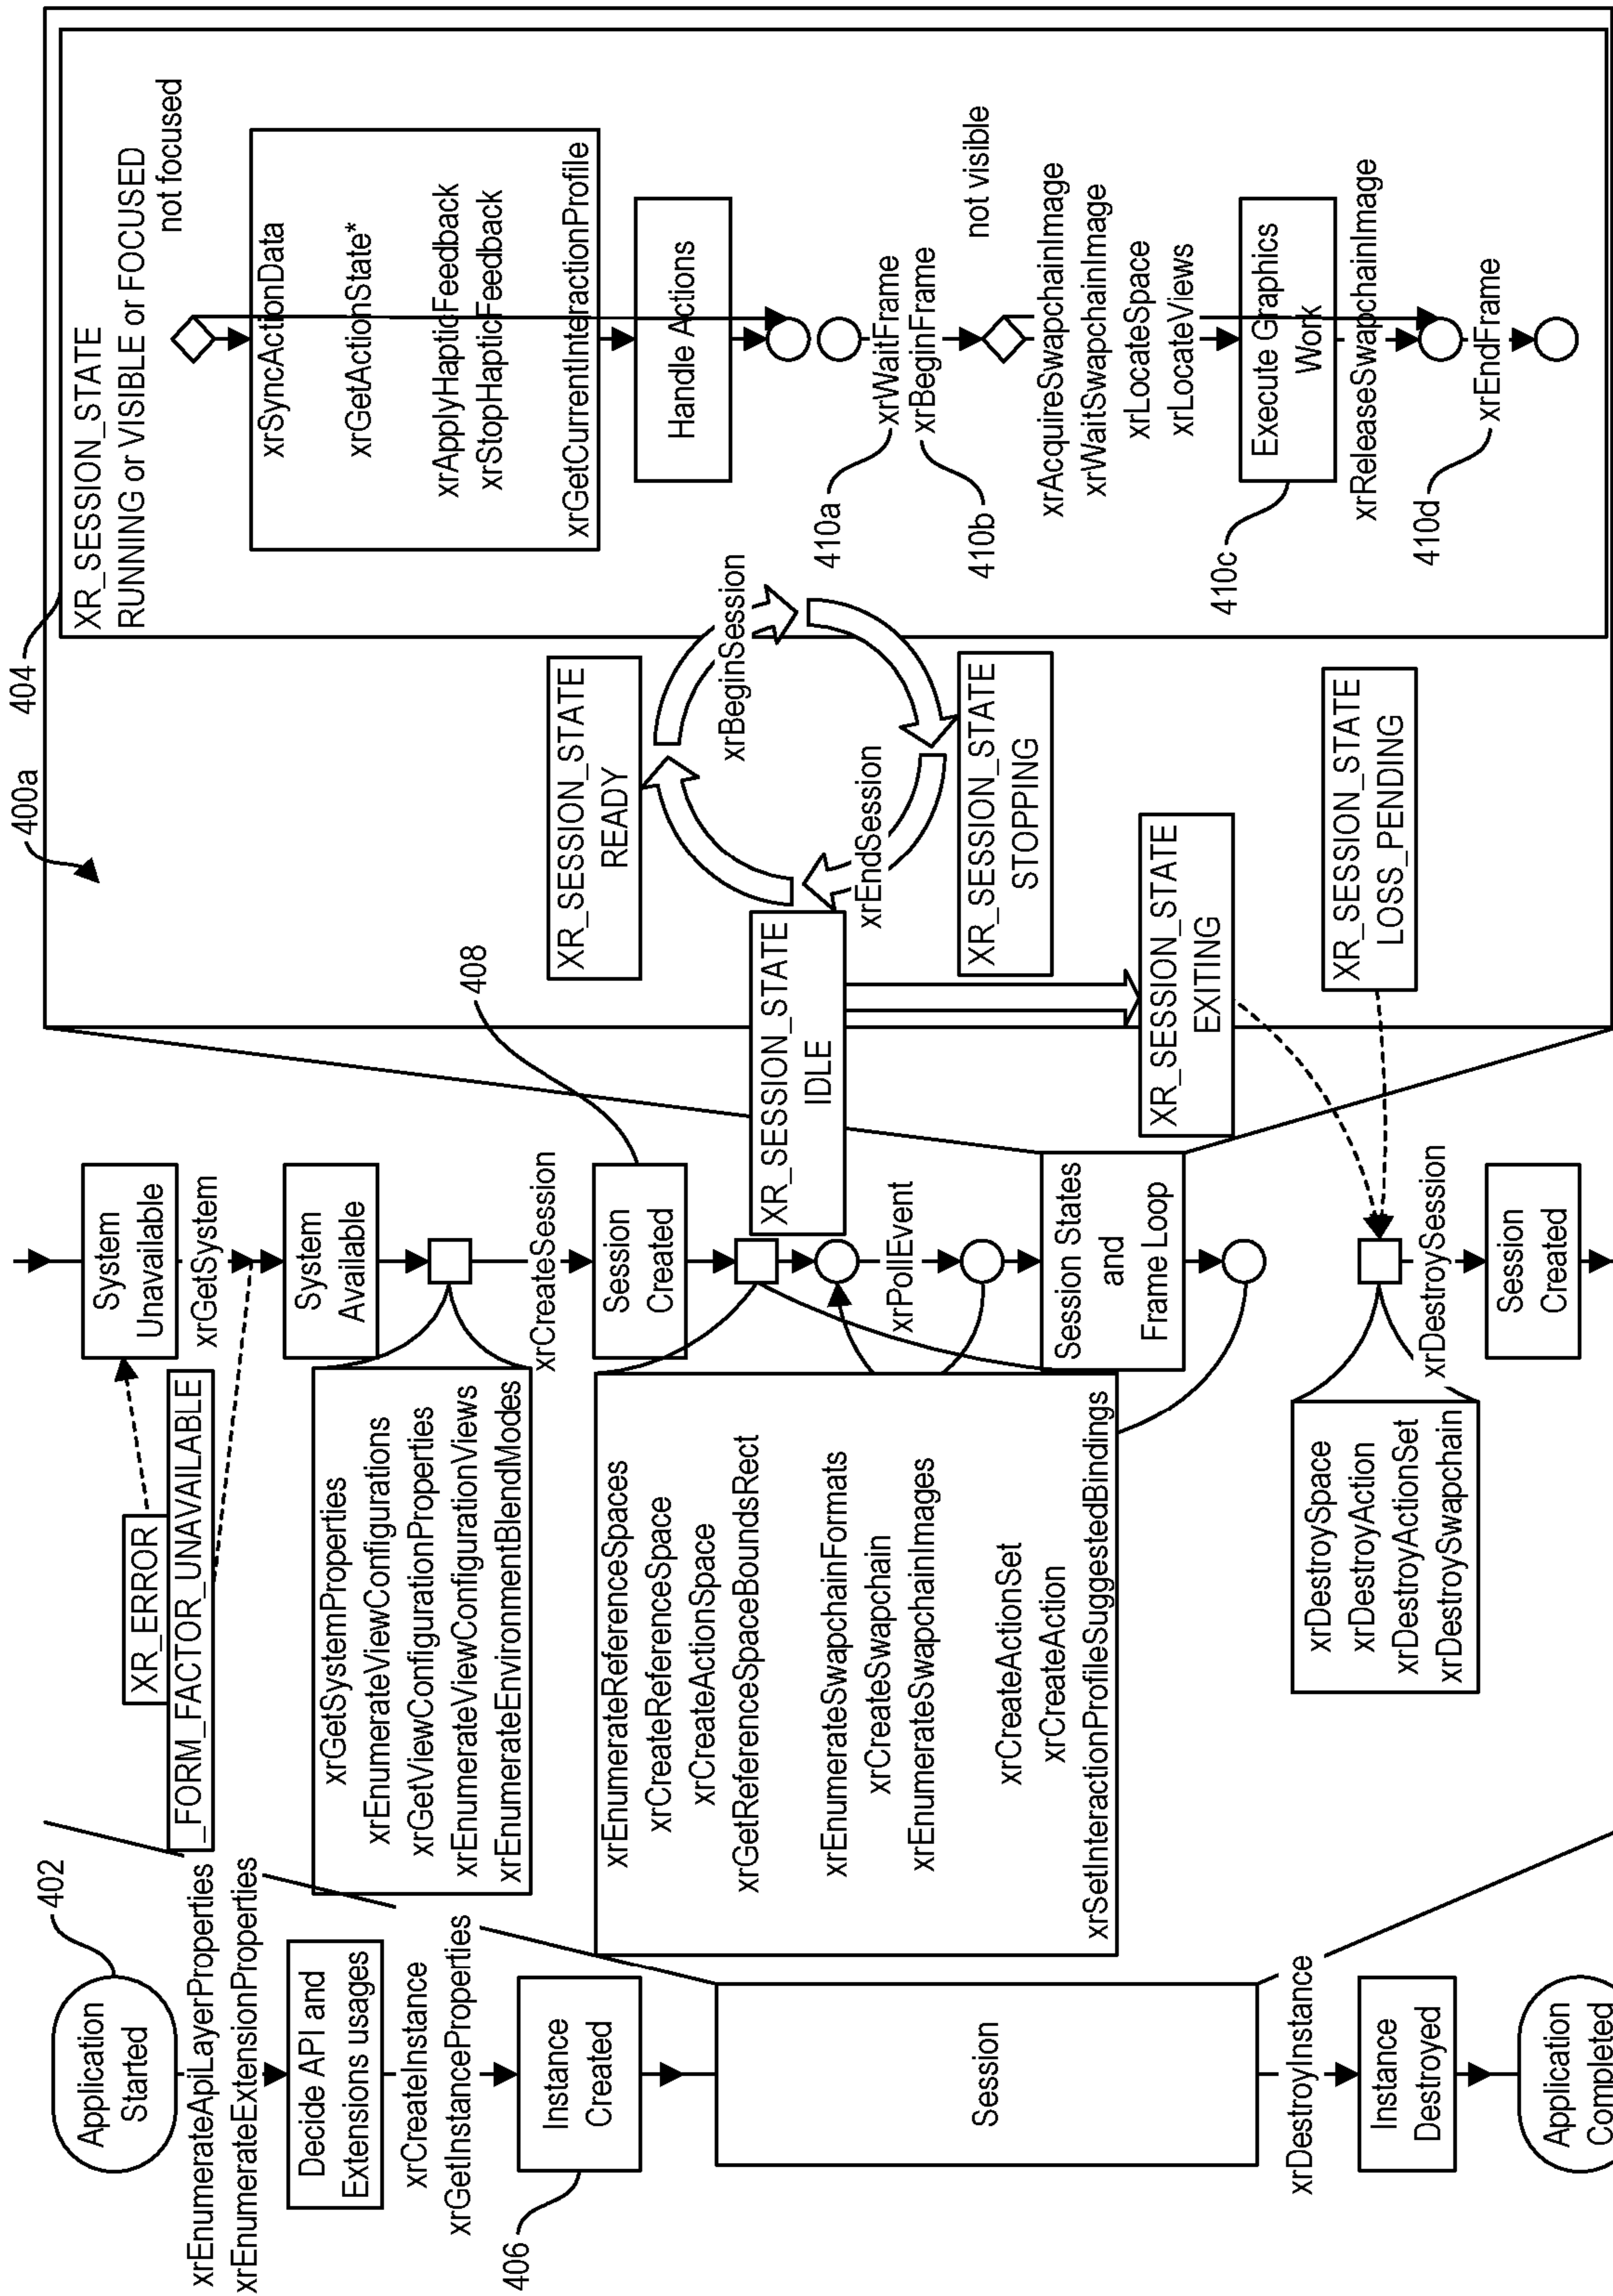 402
Application
Started
xrEnumerateApiLayerProperties
xrEnumerateExtensionProperties
Decide API and
Extensions usages
xrCreateInstance
xrGetInstanceProperties
Instance
Created
406
Session
xrDestroyInstance
Instance
Destroyed
Application
Completed
System
Unavailable
XR_ERROR
_FORM_FACTOR_UNAVAILABLE
xrGetSystem
System
Available
xrGetSystemProperties
xrEnumerateViewConfigurations
xrGetViewConfigurationProperties
xrEnumerateViewConfigurationViews
xrEnumerateEnvironmentBlendModes
xrCreateSession
408
Session
Created
xrEnumerateReferenceSpaces
xrCreateReferenceSpace
xrCreateActionSpace
xrGetReferenceSpaceBoundsRect
xrEnumerateSwapchainFormats
xrCreateSwapchain
xrEnumerateSwapchainImages
xrCreateActionSet
xrCreateAction
xrSetInteractionProfileSuggestedBindings
xrPollEvent
Session States
and
Frame Loop
xrDestroySpace
xrDestroyAction
xrDestroyActionSet
xrDestroySwapchain
xrDestroySession
Session
Created
400a
404
XR_SESSION_STATE
READY
xrBeginSession
XR_SESSION_STATE
IDLE
xrEndSession
XR_SESSION_STATE
STOPPING
XR_SESSION_STATE
EXITING
XR_SESSION_STATE
LOSS_PENDING
XR_SESSION_STATE
RUNNING or VISIBLE or FOCUSED
not focused
xrSyncActionData
xrGetActionState*
xrApplyHapticFeedback
xrStopHapticFeedback
xrGetCurrentInteractionProfile
Handle Actions
410a
xrWaitFrame
xrBeginFrame
410b
not visible
xrAcquireSwapchainImage
xrWaitSwapchainImage
xrLocateSpace
xrLocateViews
410c
Execute Graphics
Work
xrReleaseSwapchainImage
410d
xrEndFrame